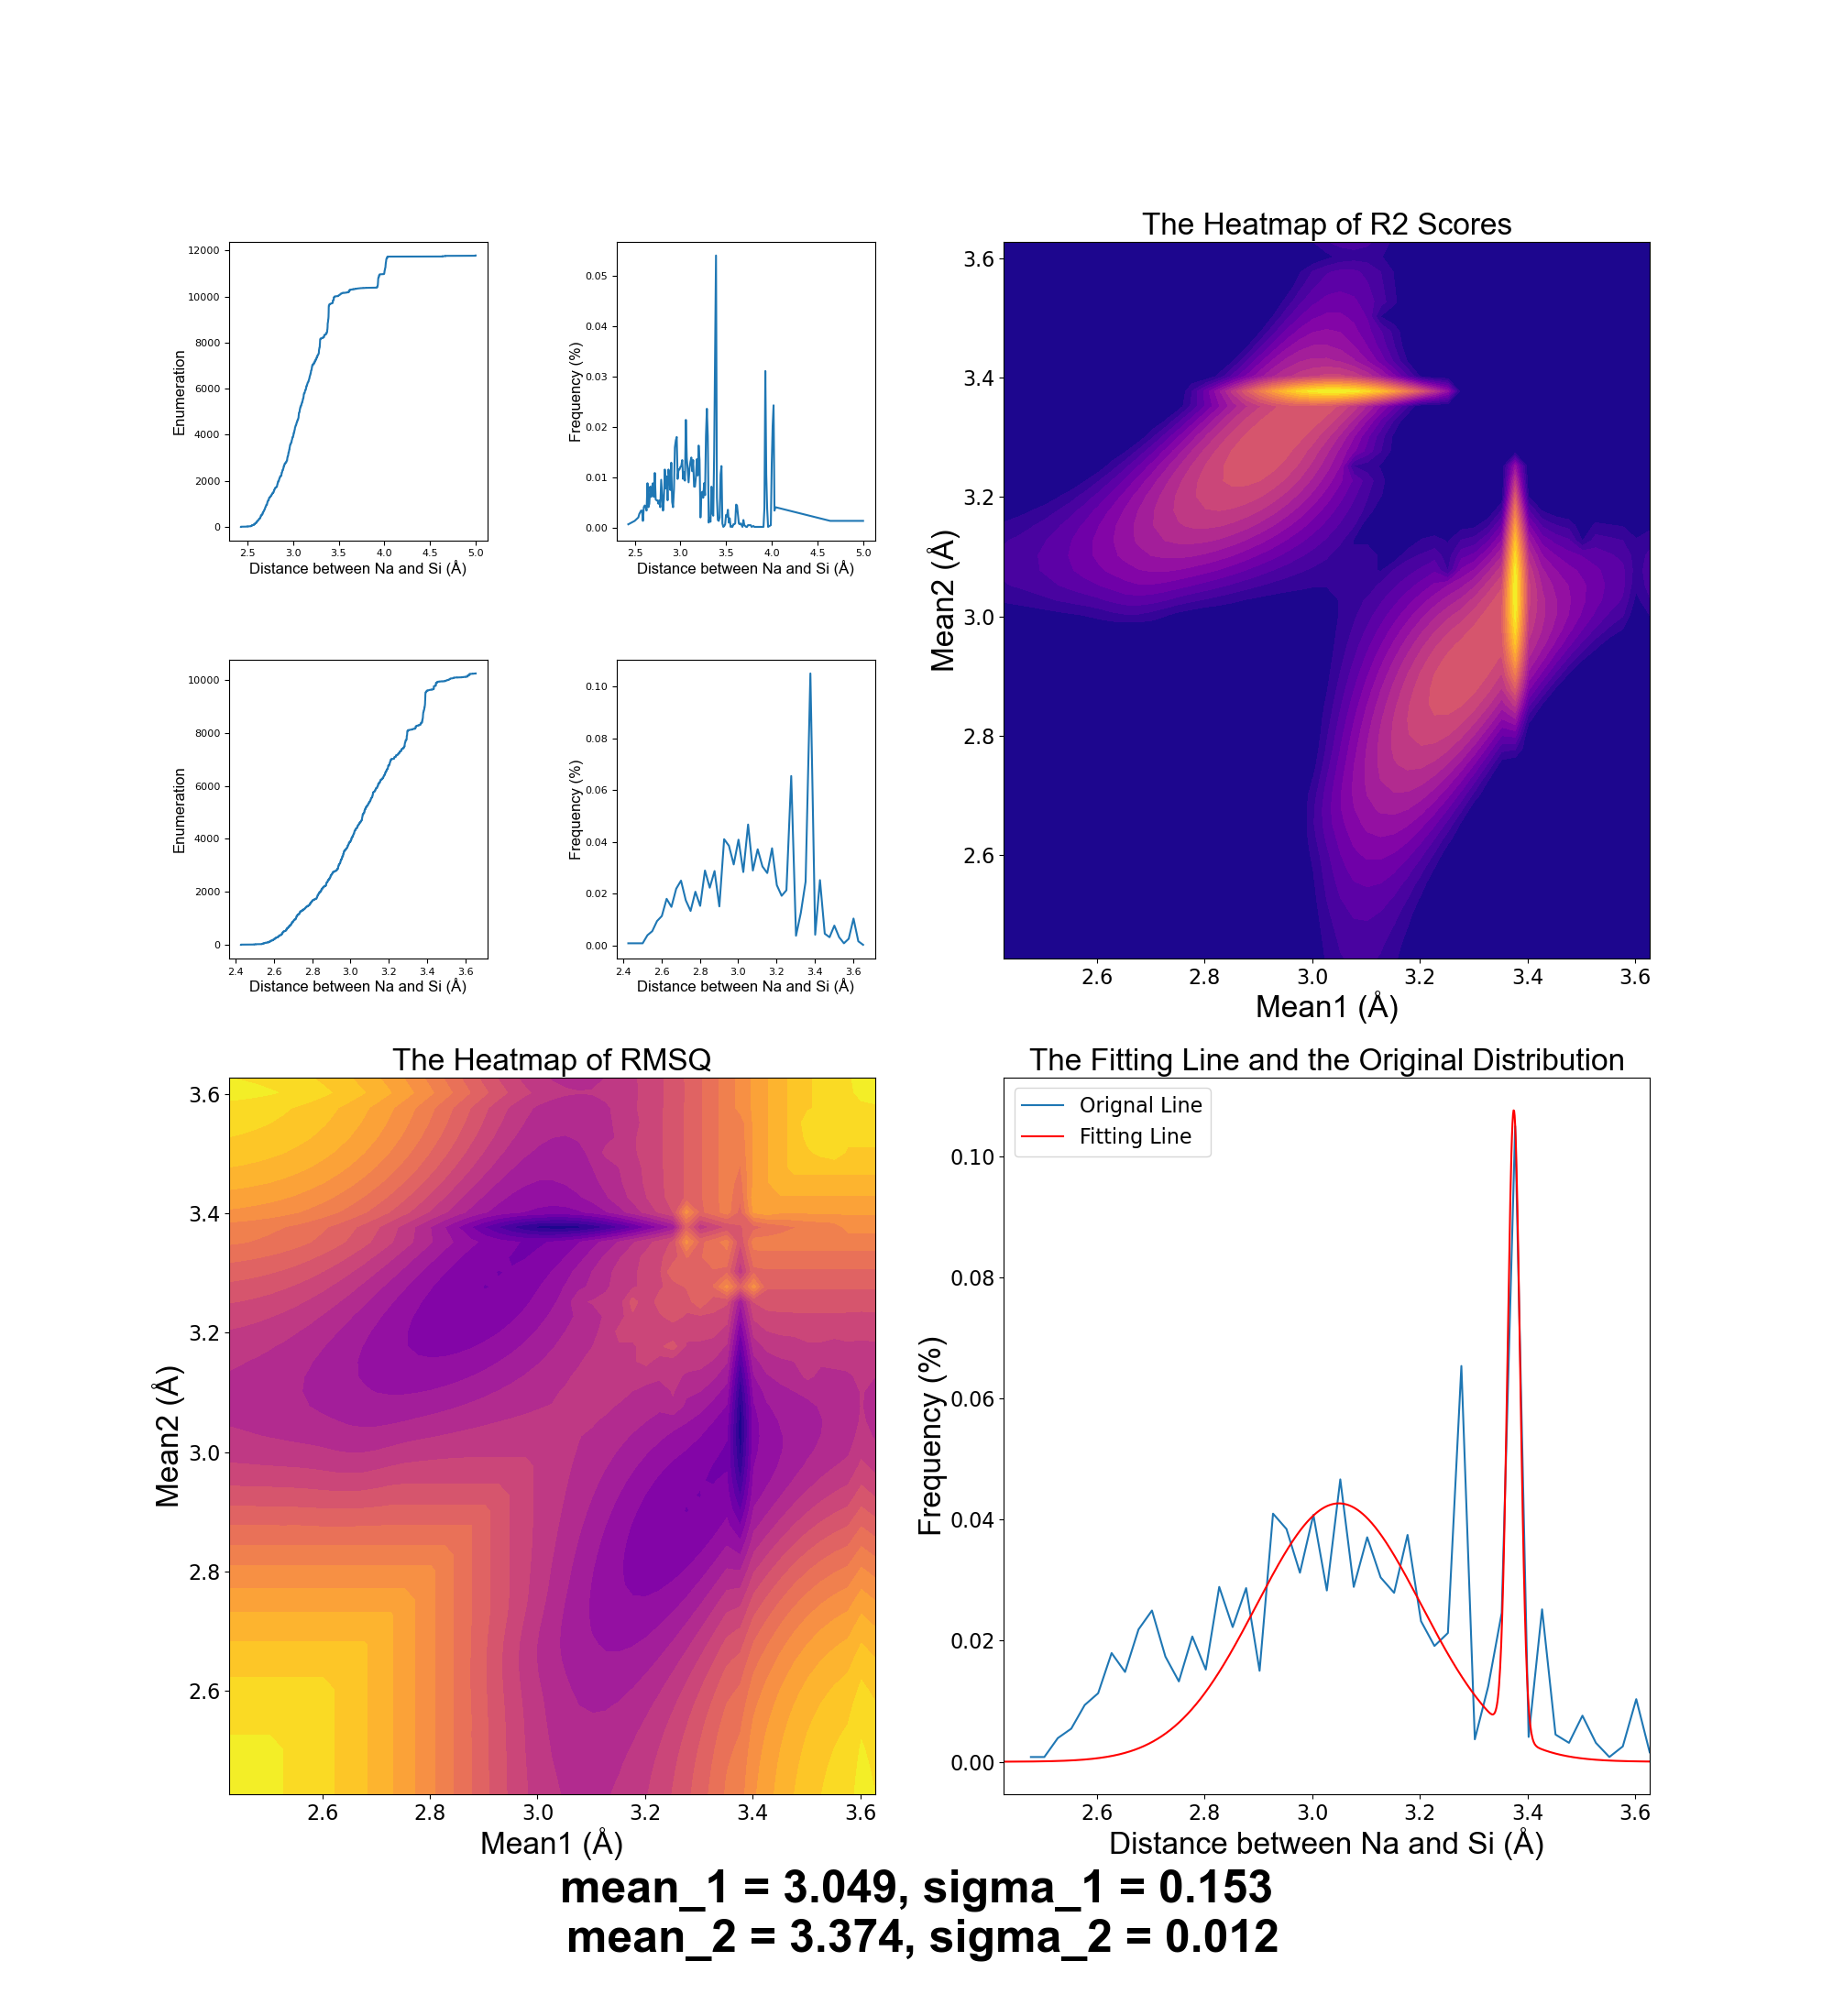 The Heatmap of R2 Scores
12000
10000
8000
6000
4000
2000
0
Enumeration
2.5 3.0 3.5 4.0 4.5 5.0
Distance between Na and Si (Å)
0.05
0.04
0.03
0.02
0.01
0.00
Frequency (%)
2.5 3.0 3.5 4.0 4.5 5.0
Distance between Na and Si (Å)
3.6
3.4
3.2
3.0
2.8
2.6
Mean2 (Å)
2.6 2.8 3.0 3.2 3.4 3.6
Mean1 (Å)
10000
8000
6000
4000
2000
0
Enumeration
2.4 2.6 2.8 3.0 3.2 3.4 3.6
Distance between Na and Si (Å)
0.10
0.08
0.06
0.04
0.02
0.00
Frequency (%)
2.4 2.6 2.8 3.0 3.2 3.4 3.6
Distance between Na and Si (Å)
The Heatmap of RMSQ
3.6
3.4
3.2
3.0
2.8
2.6
Mean2 (Å)
2.6 2.8 3.0 3.2 3.4 3.6
Mean1 (Å)
The Fitting Line and the Original Distribution
Orignal Line
Fitting Line
0.10
0.08
0.06
0.04
0.02
0.00
Frequency (%)
2.6 2.8 3.0 3.2 3.4 3.6
Distance between Na and Si (Å)
mean_1 = 3.049, sigma_1 = 0.153
mean_2 = 3.374, sigma_2 = 0.012